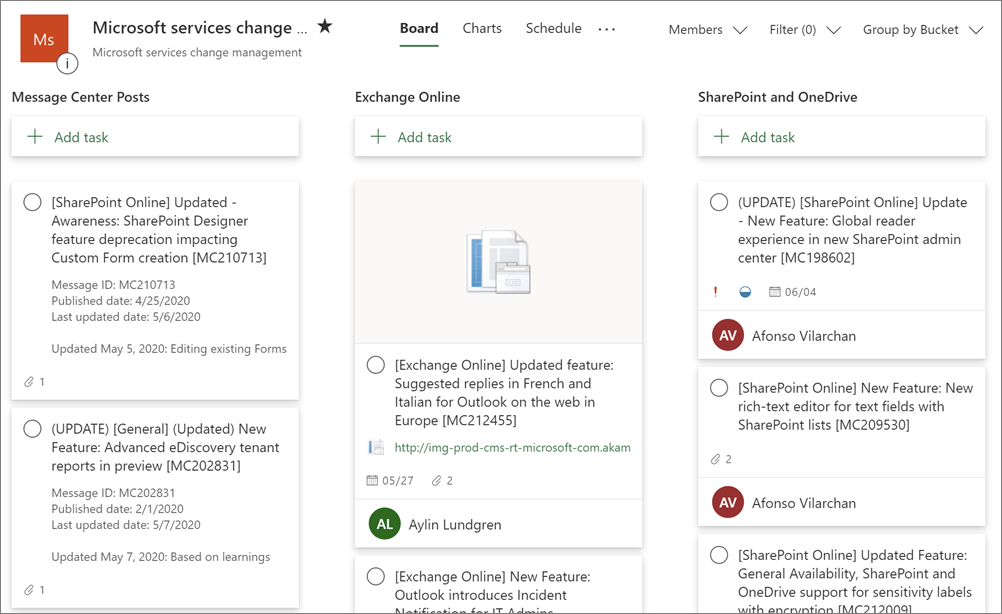 Ms
i
Microsoft services change ...
Microsoft services change management
Board
Charts
Schedule
...
Members
Filter (0)
Group by Bucket
Message Center Posts
Add task
[SharePoint Online] Updated -
Awareness: SharePoint Designer
feature deprecation impacting
Custom Form creation [MC210713]
Message ID: MC210713
Published date: 4/25/2020
Last updated date: 5/6/2020
Updated May 5, 2020: Editing existing Forms
1
(UPDATE) [General] (Updated) New
Feature: Advanced eDiscovery tenant
reports in preview [MC202831]
Message ID: MC202831
Published date: 2/1/2020
Last updated date: 5/7/2020
Updated May 7, 2020: Based on learnings
1
Exchange Online
Add task
[Exchange Online] Updated feature:
Suggested replies in French and
Italian for Outlook on the web in
Europe [MC212455]
http://img-prod-cms-rt-microsoft-com.akam
05/27
2
AL
Aylin Lundgren
[Exchange Online] New Feature:
Outlook introduces Incident
Notification for IT Admins
SharePoint and OneDrive
Add task
(UPDATE) [SharePoint Online] Update
- New Feature: Global reader
experience in new SharePoint admin
center [MC198602]
!
06/04
AV
Afonso Vilarchan
[SharePoint Online] New Feature: New
rich-text editor for text fields with
SharePoint lists [MC209530]
2
AV
Afonso Vilarchan
[SharePoint Online] Updated Feature:
General Availability, SharePoint and
OneDrive support for sensitivity labels
with encryption [MC212009]